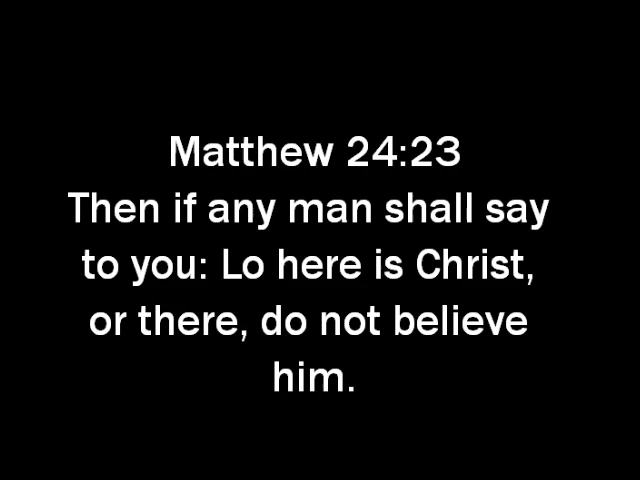 Matthew 24:23
Then if any man shall say
to you: Lo here is Christ,
or there, do not believe
him.